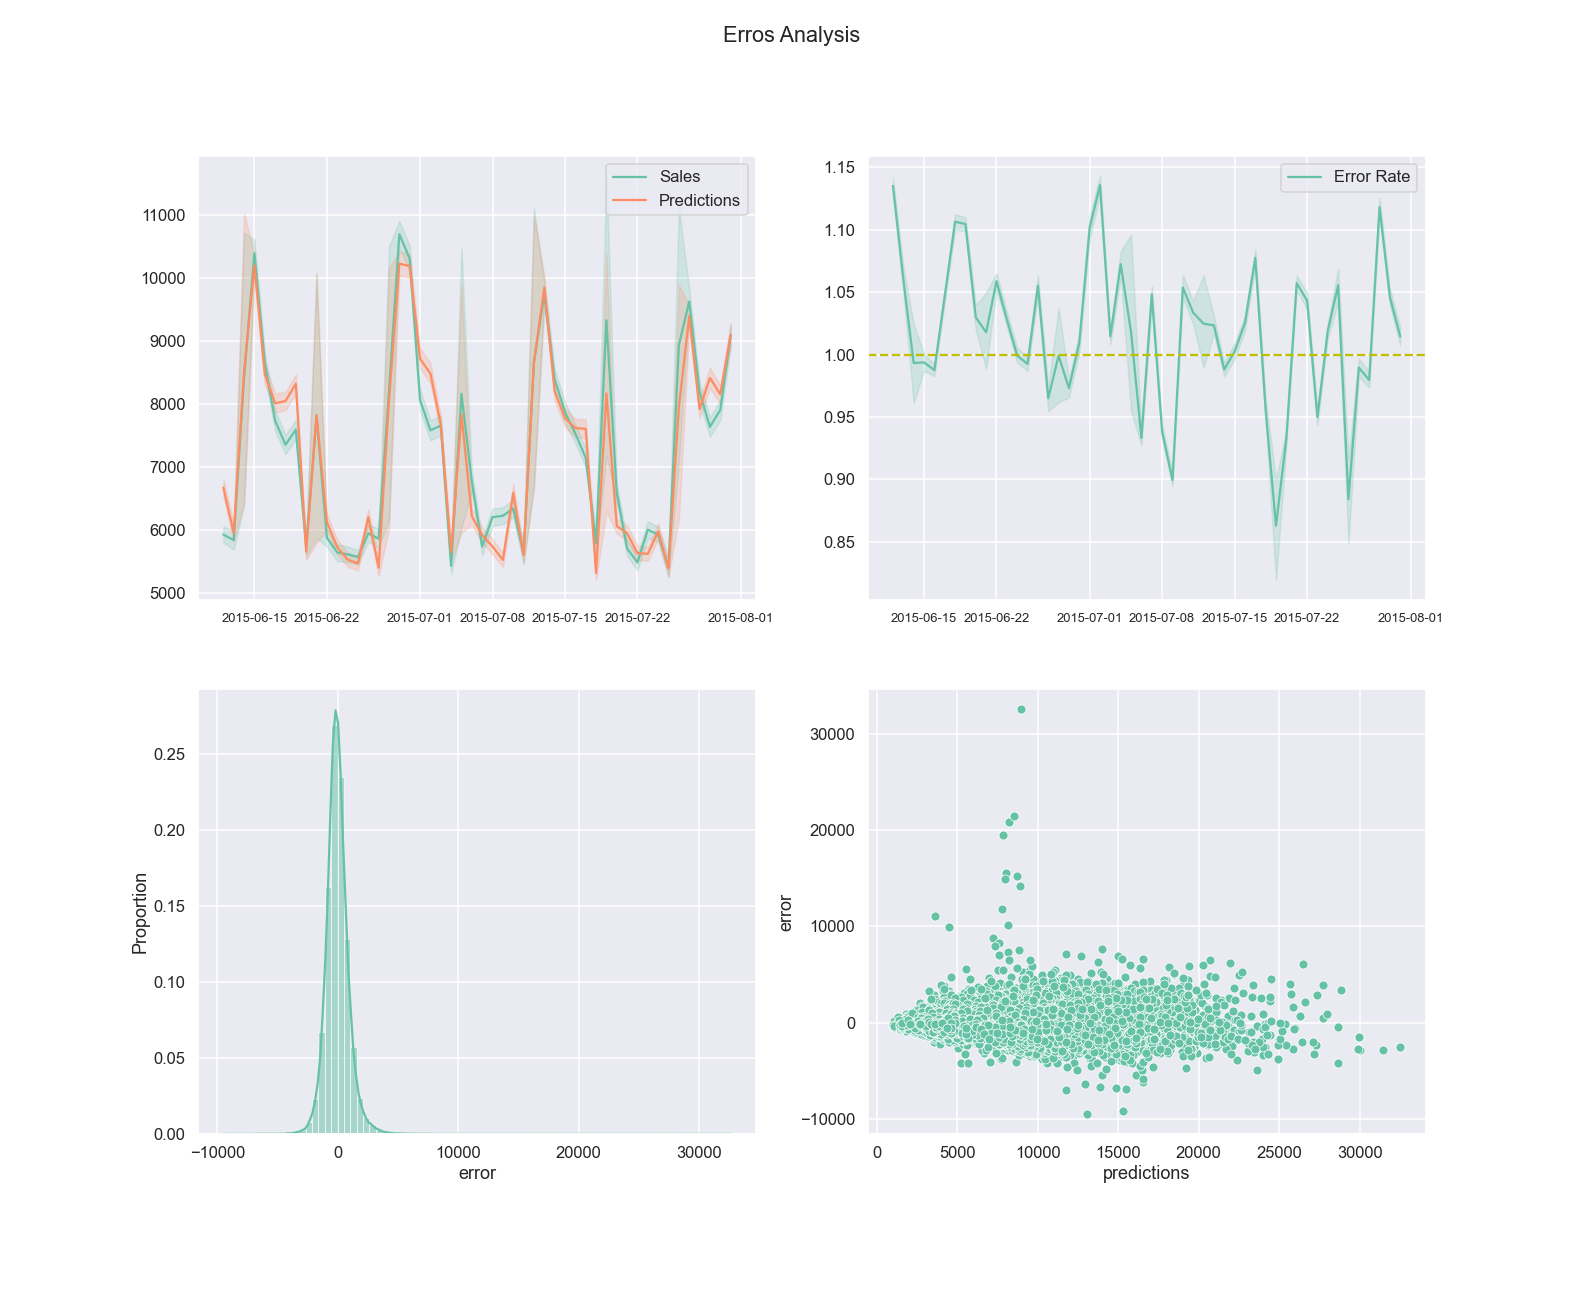 Erros Analysis
Sales
Predictions
11000
10000
9000
8000
7000
6000
5000
2015-06-15 2015-06-22 2015-07-01 2015-07-08 2015-07-15 2015-07-22 2015-08-01
Error Rate
1.15
1.10
1.05
1.00
0.95
0.90
0.85
2015-06-15 2015-06-22 2015-07-01 2015-07-08 2015-07-15 2015-07-22 2015-08-01
Proportion
0.25
0.20
0.15
0.10
0.05
0.00
−10000 0 10000 20000 30000
error
error
30000
20000
10000
0
−10000
0 5000 10000 15000 20000 25000 30000
predictions